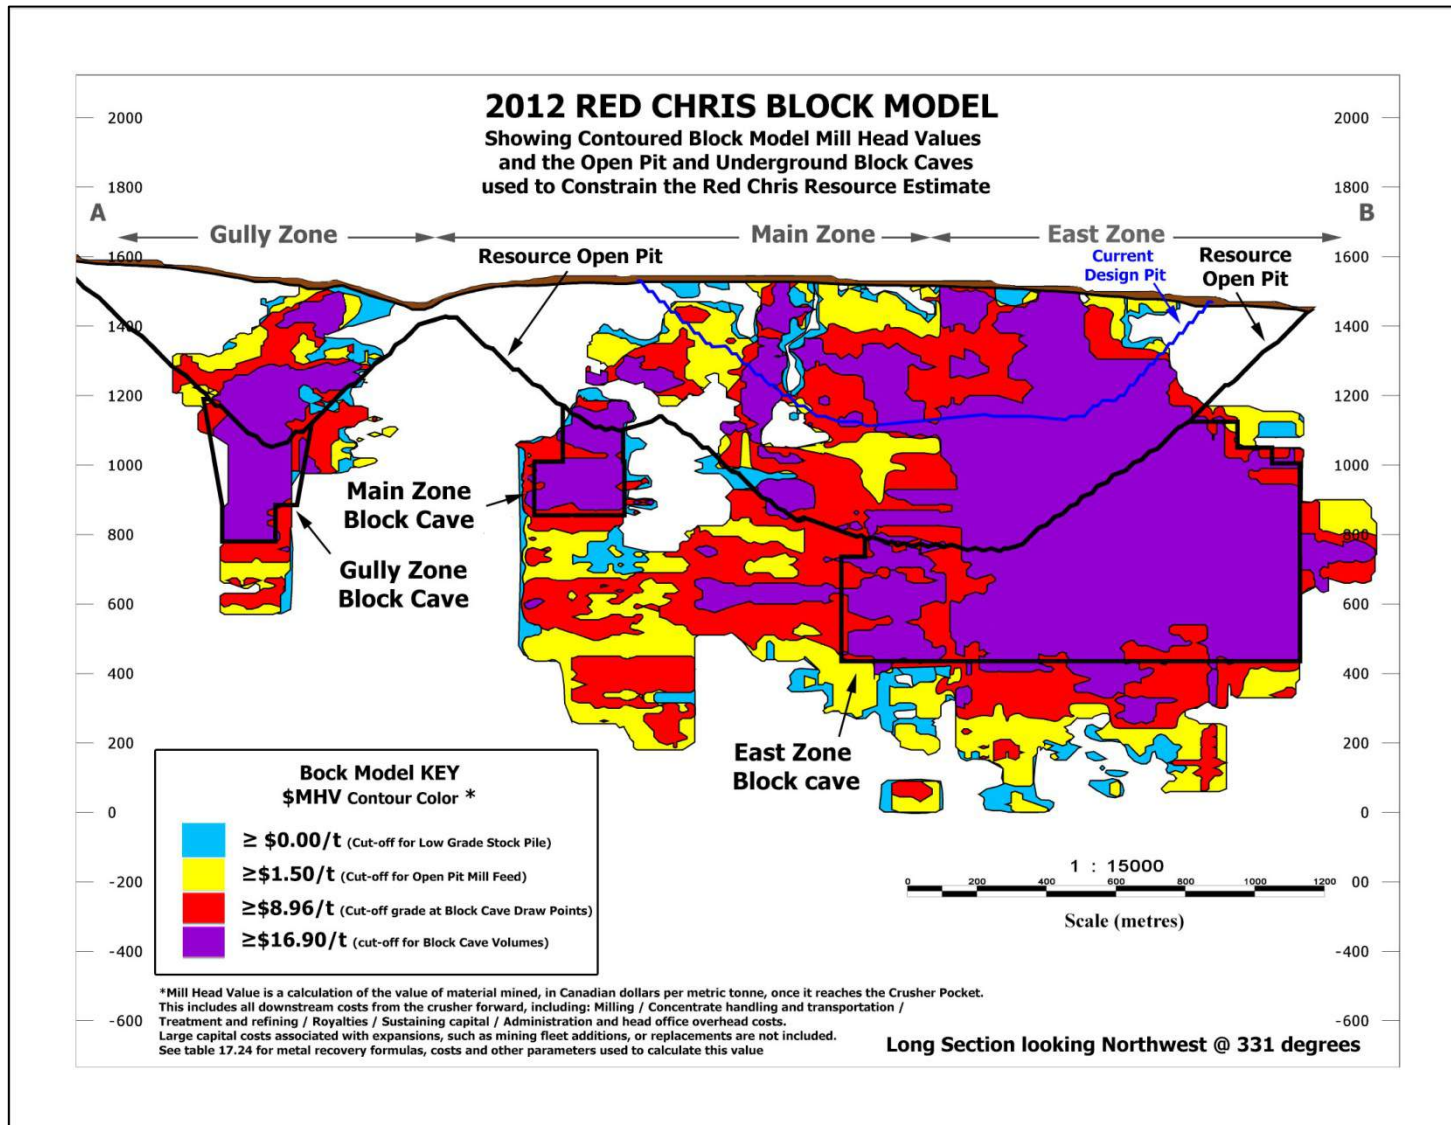 2012 RED CHRIS BLOCK MODEL
Showing Contoured Block Model Mill Head Values
and the Open Pit and Underground Block Caves
used to Constrain the Red Chris Resource Estimate
2000
2000
1800
1800
A
B
Gully Zone
Main Zone
East Zone
1600
Resource Open Pit
Current
Design Pit
Resource
Open Pit
1600
1400
1400
1200
1200
1000
1000
Main Zone
Block Cave
800
800
Gully Zone
Block Cave
600
600
400
400
East Zone
Block cave
200
200
0
0
-200
00
-400
-400
-600
-600
Bock Model KEY
$MHV Contour Color *
≥ $0.00/t (Cut-off for Low Grade Stock Pile)
≥$1.50/t (Cut-off for Open Pit Mill Feed)
≥$8.96/t (Cut-off grade at Block Cave Draw Points)
≥$16.90/t (cut-off for Block Cave Volumes)
1 : 15000
0 200 400 600 800 1000 1200
Scale (metres)
*Mill Head Value is a calculation of the value of material mined, in Canadian dollars per metric tonne, once it reaches the Crusher Pocket.
This includes all downstream costs from the crusher forward, including: Milling / Concentrate handling and transportation /
Treatment and refining / Royalties / Sustaining capital / Administration and head office overhead costs.
Large capital costs associated with expansions, such as mining fleet additions, or replacements are not included.
See table 17.24 for metal recovery formulas, costs and other parameters used to calculate this value
Long Section looking Northwest @ 331 degrees